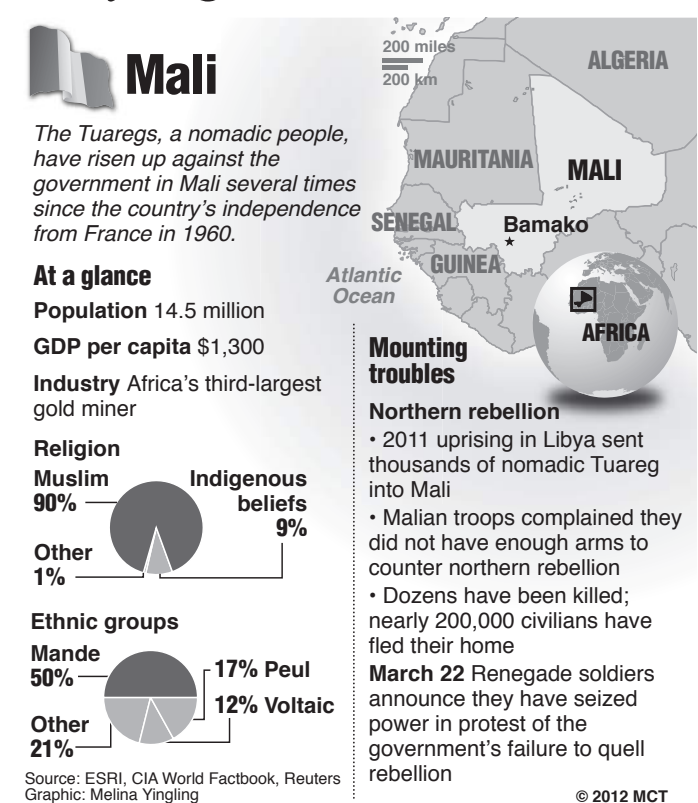 Mali
The Tuaregs, a nomadic people,
have risen up against the
government in Mali several times
since the country's independence
from France in 1960.
At a glance
Population 14.5 million
GDP per capita $1,300
Industry Africa's third-largest
gold miner
Religion
Muslim
90%
Indigenous
beliefs
9%
Other
1%
Ethnic groups
Mande
50%
17% Peul
12% Voltaic
Other
21%
Source: ESRI, CIA World Factbook, Reuters
Graphic: Melina Yingling
200 miles
200 km
ALGERIA
MAURITANIA
MALI
SENEGAL
Bamako
GUINEA
Atlantic
Ocean
AFRICA
Mounting
troubles
Northern rebellion
• 2011 uprising in Libya sent
thousands of nomadic Tuareg
into Mali
• Malian troops complained they
did not have enough arms to
counter northern rebellion
• Dozens have been killed;
nearly 200,000 civilians have
fled their home
March 22 Renegade soldiers
announce they have seized
power in protest of the
government's failure to quell
rebellion
© 2012 MCT